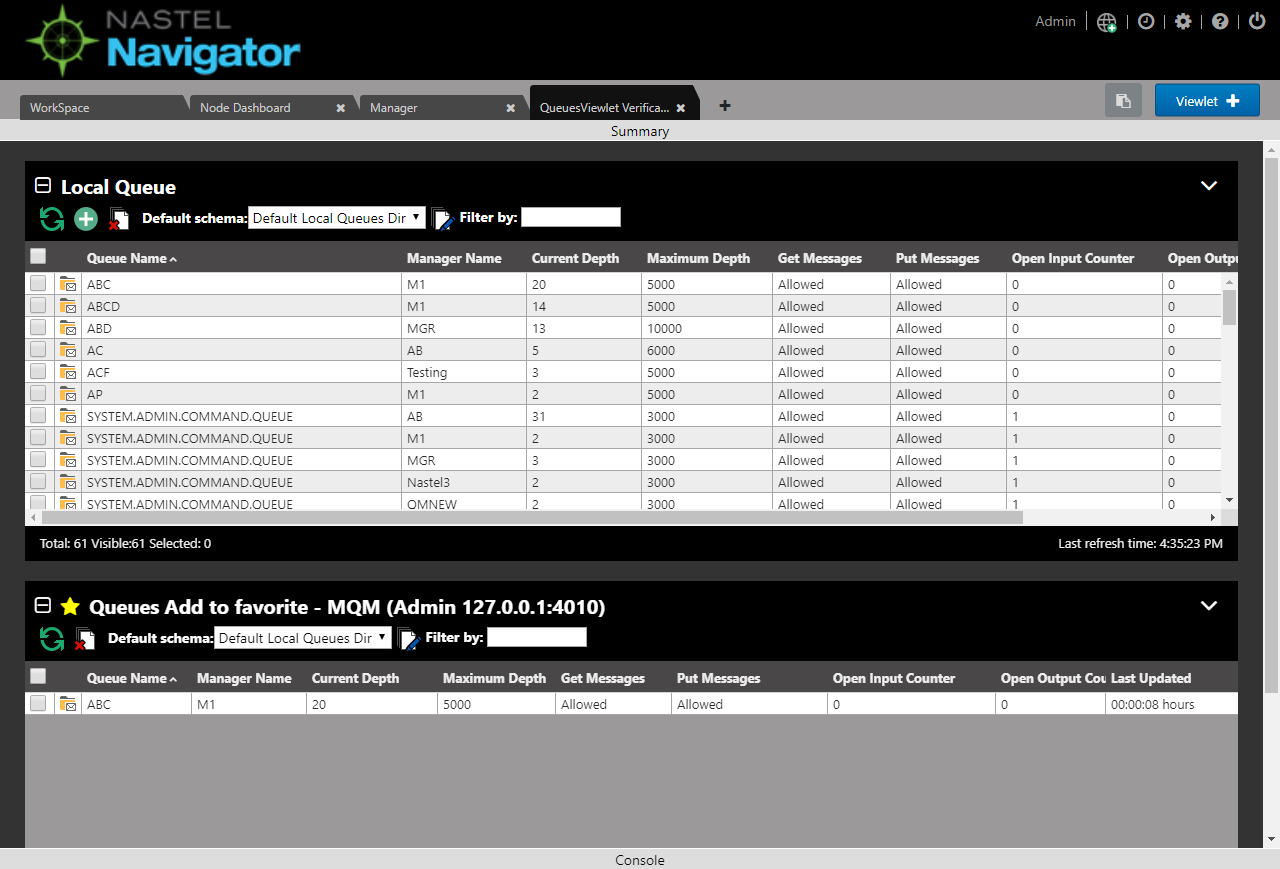 NASTEL
Navigator
Admin
WorkSpace
Node Dashboard
Manager
QueuesViewlet Verifica...
Viewlet
Summary
Local Queue
Default schema: Default Local Queues Dir Filter by:
Queue Name Manager Name Current Depth Maximum Depth Get Messages Put Messages Open Input Counter Open Outpu
ABC M1 20 5000 Allowed Allowed 0 0
ABCD M1 14 5000 Allowed Allowed 0 0
ABD MGR 13 10000 Allowed Allowed 0 0
AC AB 5 6000 Allowed Allowed 0 0
ACF Testing 3 5000 Allowed Allowed 0 0
AP M1 2 5000 Allowed Allowed 0 0
SYSTEM.ADMIN.COMMAND.QUEUE AB 31 3000 Allowed Allowed 1 0
SYSTEM.ADMIN.COMMAND.QUEUE M1 2 3000 Allowed Allowed 1 0
SYSTEM.ADMIN.COMMAND.QUEUE MGR 3 3000 Allowed Allowed 1 0
SYSTEM.ADMIN.COMMAND.QUEUE Nastel3 2 3000 Allowed Allowed 1 0
SYSTEM.ADMIN.COMMAND.QUEUE QMNEW 2 3000 Allowed Allowed 1 0
Total: 61 Visible:61 Selected: 0 Last refresh time: 4:35:23 PM
Queues Add to favorite - MQM (Admin 127.0.0.1:4010)
Default schema: Default Local Queues Dir Filter by:
Queue Name Manager Name Current Depth Maximum Depth Get Messages Put Messages Open Input Counter Open Output Cou Last Updated
ABC M1 20 5000 Allowed Allowed 0 0 00:00:08 hours
Console